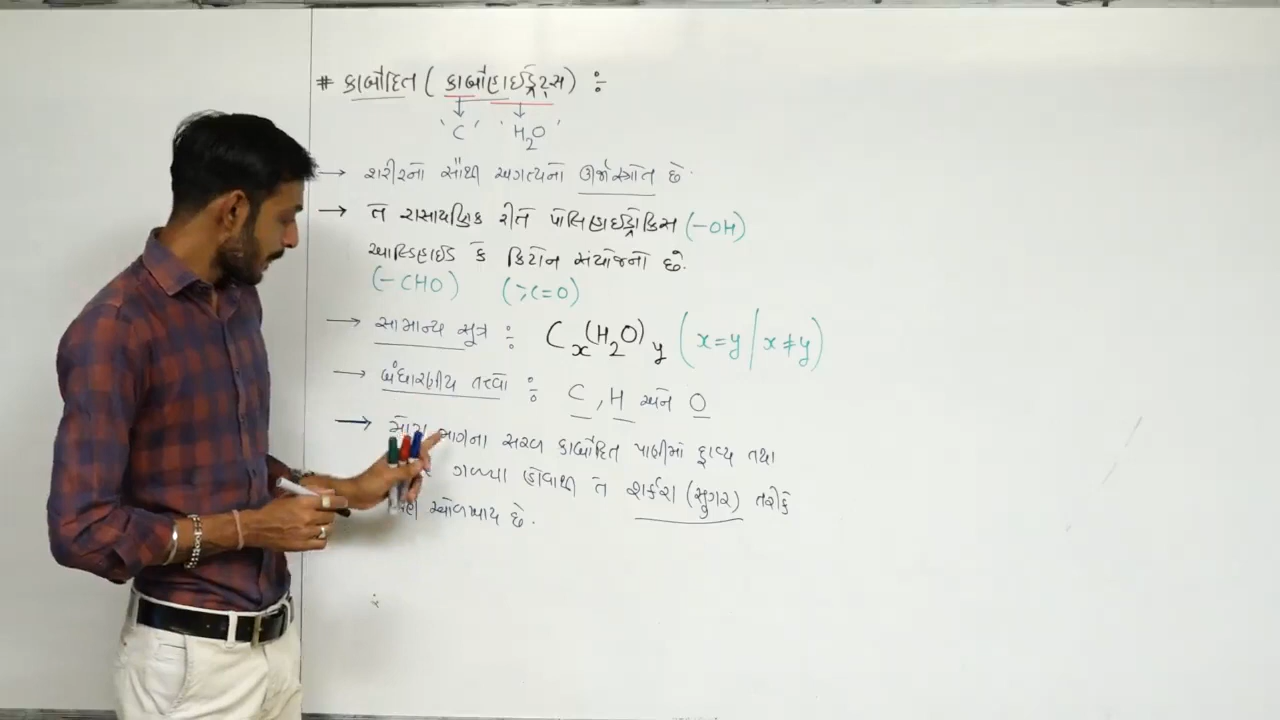 # કાર્બોદિત (કાર્બોહાઈડ્રેટ્સ) ÷
'C' 'H₂O'
→ શરીરનો સૌથી અગત્યનો ઊર્જાસ્ત્રોત છે.
→ તે રાસાયણિક રીતે પોલિહાઈડ્રોકિસ (-OH)
આલ્ડિહાઈડ કે કિટોન સંયોજનો છે.
(-CHO) (>C=O)
→ સામાન્ય સૂત્ર ÷ Cx(H₂O)y (x=y / x≠y)
→ બંધારણીય તત્ત્વો ÷ C, H અને O
→ ભાગના સરળ કાર્બોદિત પાણીમાં દ્રાવ્ય તથા
ગળ્યા હોવાથી તે શર્કરા (સુગર) તરીકે
ઓળખાય છે.